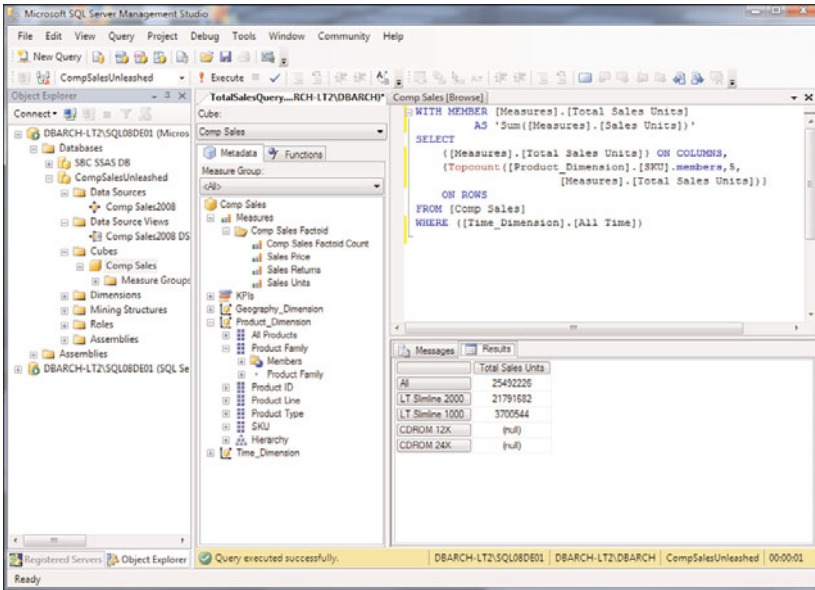 Microsoft SQL Server Management Studio
File Edit View Query Project Debug Tools Window Community Help
New Query
CompSalesUnleashed
Execute
Object Explorer
Connect
DBARCH-LT2\SQL08DE01 (Micros
Databases
SBC SSAS DB
CompSalesUnleashed
Data Sources
Comp Sales2008
Data Source Views
Comp Sales2008 DS
Cubes
Comp Sales
Measure Groups
Dimensions
Mining Structures
Roles
Assemblies
Assemblies
DBARCH-LT2\SQL08DE01 (SQL Se
Registered Servers Object Explorer
TotalSalesQuery....RCH-LT2\DBARCH)* Comp Sales [Browse]
Cube:
Comp Sales
Metadata Functions
Measure Group:
<All>
Comp Sales
Measures
Comp Sales Factoid
Comp Sales Factoid Count
Sales Price
Sales Returns
Sales Units
KPIs
Geography_Dimension
Product_Dimension
All Products
Product Family
Members
Product Family
Product ID
Product Line
Product Type
SKU
Hierarchy
Time_Dimension
WITH MEMBER [Measures].[Total Sales Units]
AS 'Sum([Measures].[Sales Units])'
SELECT
{[Measures].[Total Sales Units]} ON COLUMNS,
{Topcount([Product_Dimension].[SKU].members,5,
[Measures].[Total Sales Units])}
ON ROWS
FROM [Comp Sales]
WHERE ([Time_Dimension].[All Time])
Messages Results
Total Sales Units
All 25492226
LT Slimline 2000 21791682
LT Slimline 1000 3700544
CDROM 12X (null)
CDROM 24X (null)
Query executed successfully. DBARCH-LT2\SQL08DE01 DBARCH-LT2\DBARCH CompSalesUnleashed 00:00:01
Ready